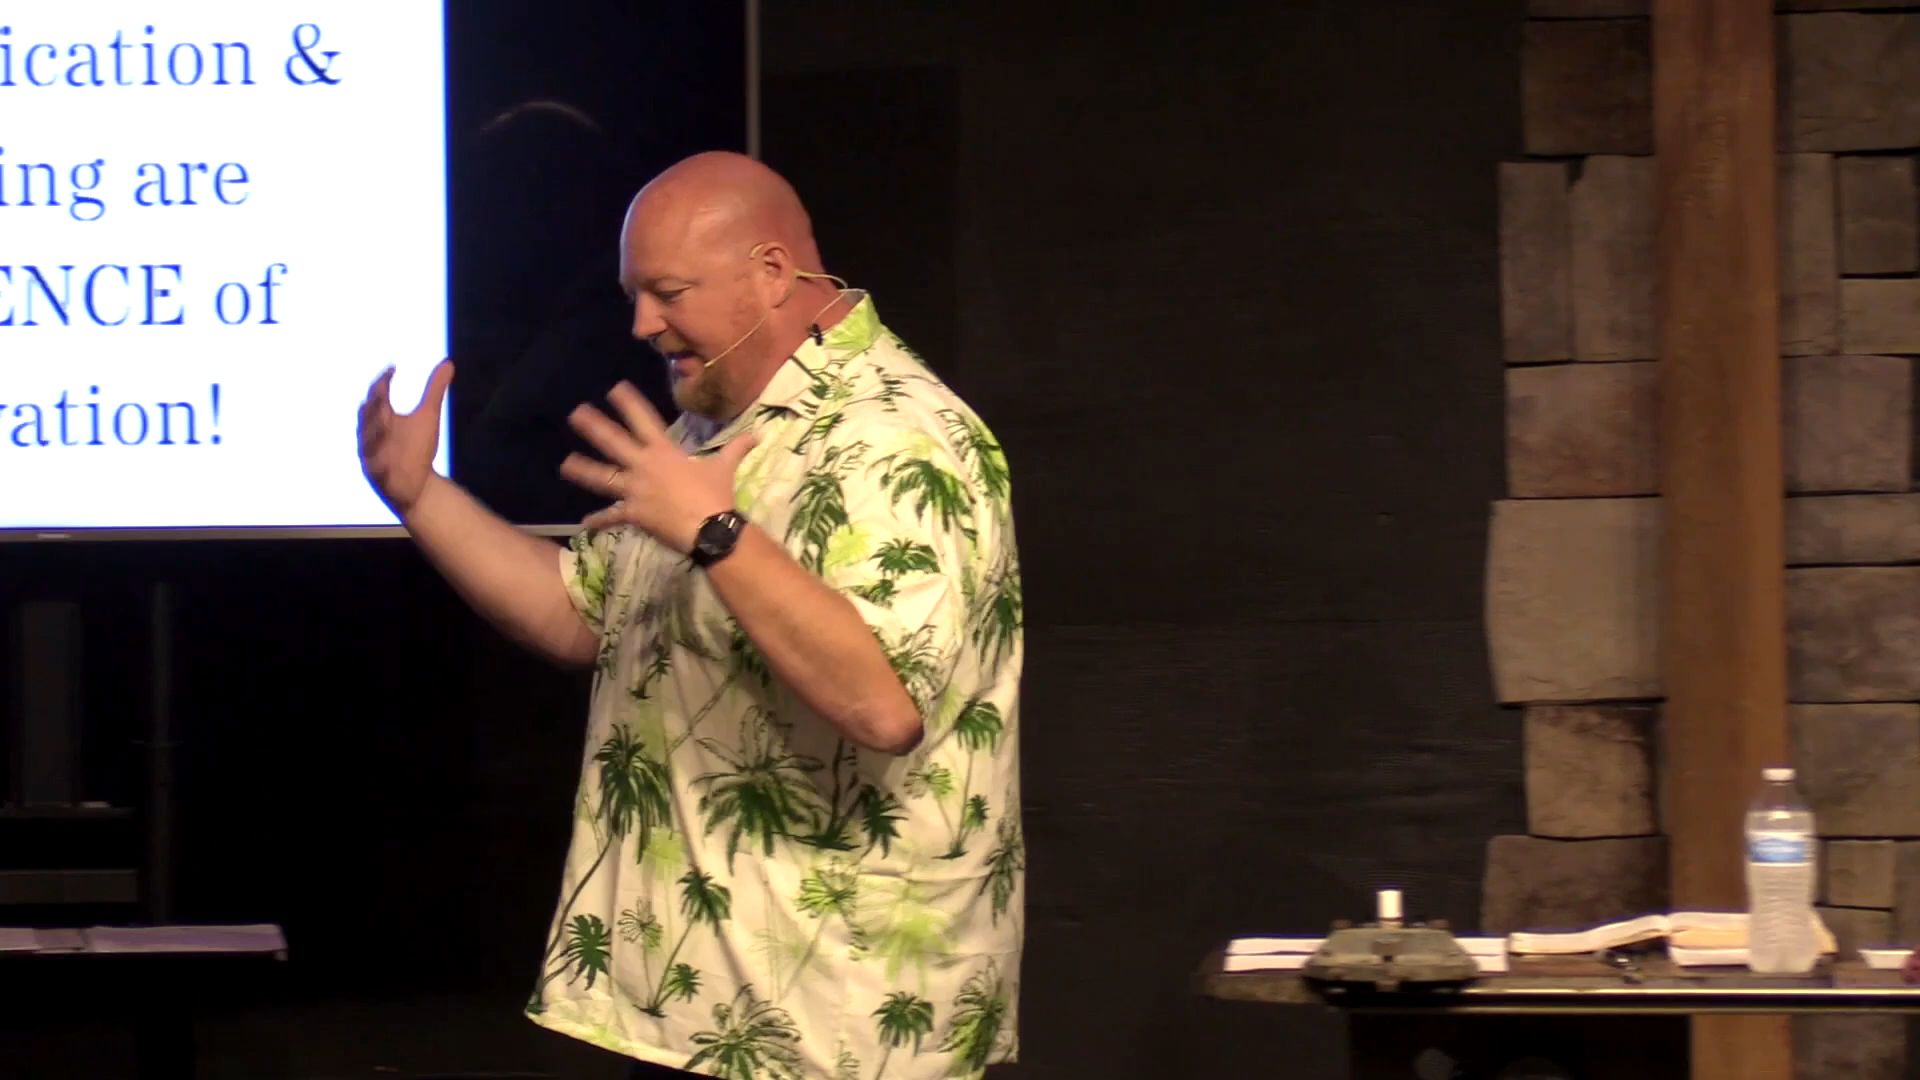 ication &
ing are
ENCE of
vation!